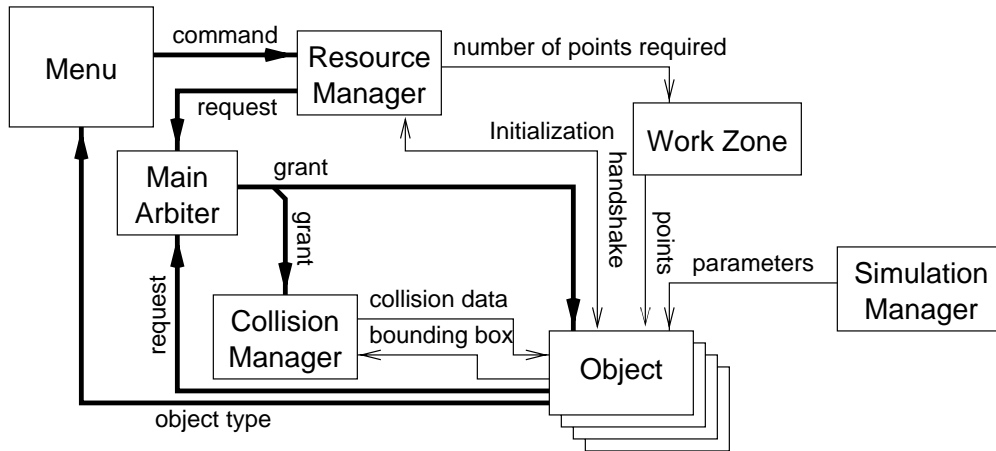 command
number of points required
Menu
Resource
Manager
request
Initialization
handshake
Work Zone
Main
Arbiter
grant
grant
points
parameters
Simulation
Manager
request
collision data
Collision
Manager
bounding box
Object
object type